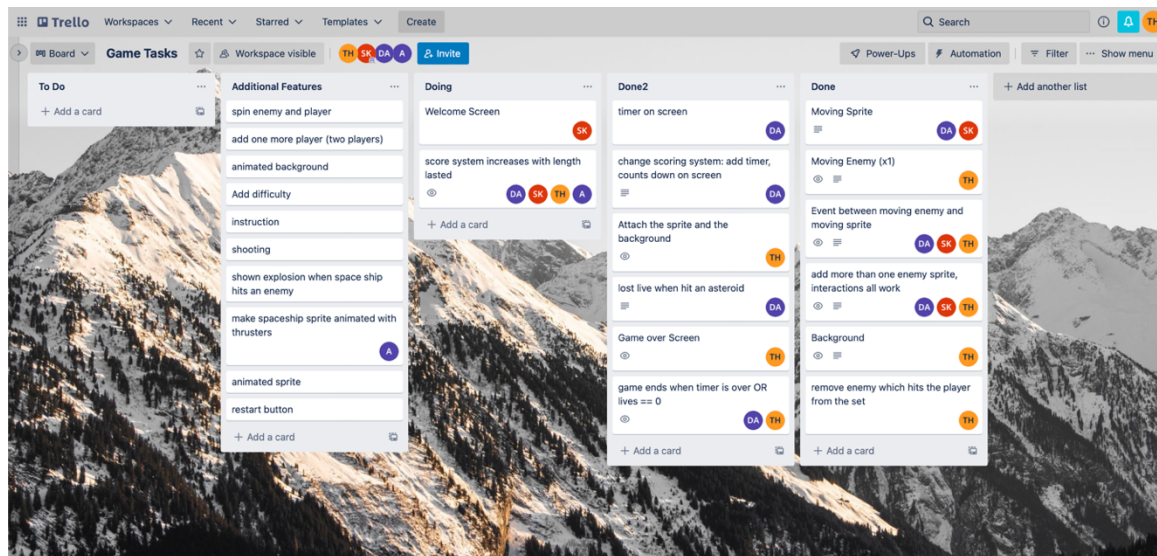 Trello
Workspaces
Recent
Starred
Templates
Create
Search
TH
Board
Game Tasks
Workspace visible
TH
SK
DA
A
Invite
Power-Ups
Automation
Filter
Show menu
To Do
+ Add a card
Additional Features
spin enemy and player
add one more player (two players)
animated background
Add difficulty
instruction
shooting
shown explosion when space ship
hits an enemy
make spaceship sprite animated with
thrusters
A
animated sprite
restart button
+ Add a card
Doing
Welcome Screen
SK
score system increases with length
lasted
DA SK TH A
+ Add a card
Done2
timer on screen
DA
change scoring system: add timer,
counts down on screen
DA
Attach the sprite and the
background
TH
lost live when hit an asteroid
DA
Game over Screen
TH
game ends when timer is over OR
lives == 0
DA TH
+ Add a card
Done
Moving Sprite
DA SK
Moving Enemy (x1)
TH
Event between moving enemy and
moving sprite
DA SK TH
add more than one enemy sprite,
interactions all work
DA SK TH
Background
TH
remove enemy which hits the player
from the set
TH
+ Add a card
+ Add another list